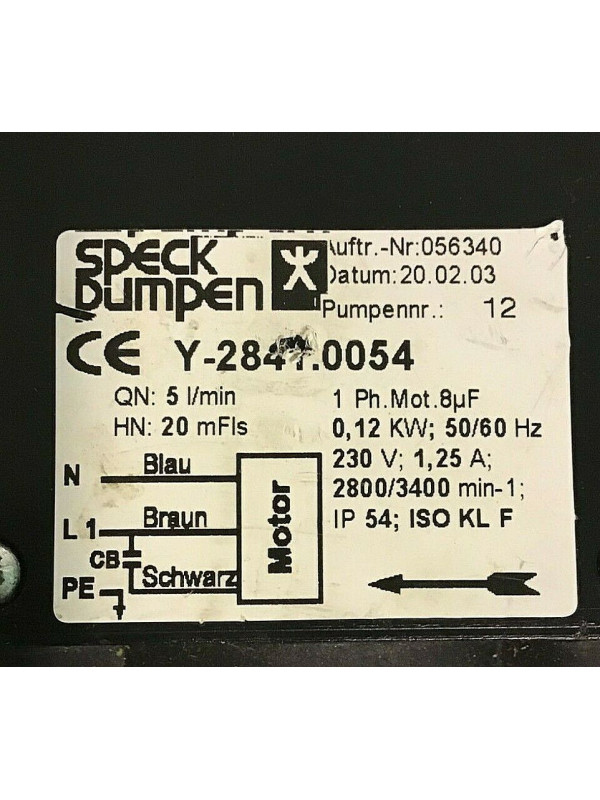 SPECK
pumpen
Auftr.-Nr:056340
Datum:20.02.03
Pumpennr.: 12
CE Y-2841.0054
QN: 5 l/min
HN: 20 mFls
1 Ph.Mot.8µF
0,12 KW; 50/60 Hz
230 V; 1,25 A;
2800/3400 min-1;
IP 54; ISO KL F
N Blau
L 1 Braun
CB
PE Schwarz
Motor